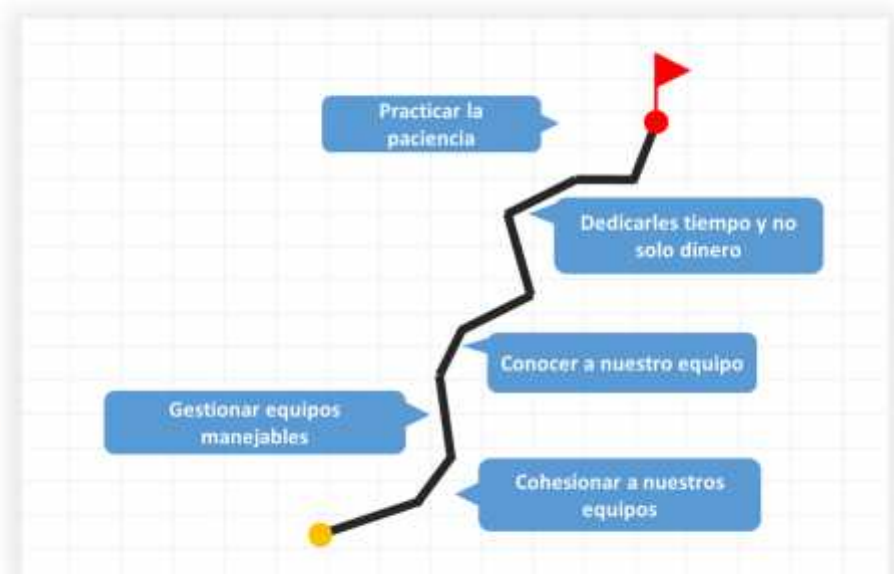 Practicar la
paciencia
Dedicarles tiempo y no
solo dinero
Conocer a nuestro equipo
Gestionar equipos
manejables
Cohesionar a nuestros
equipos